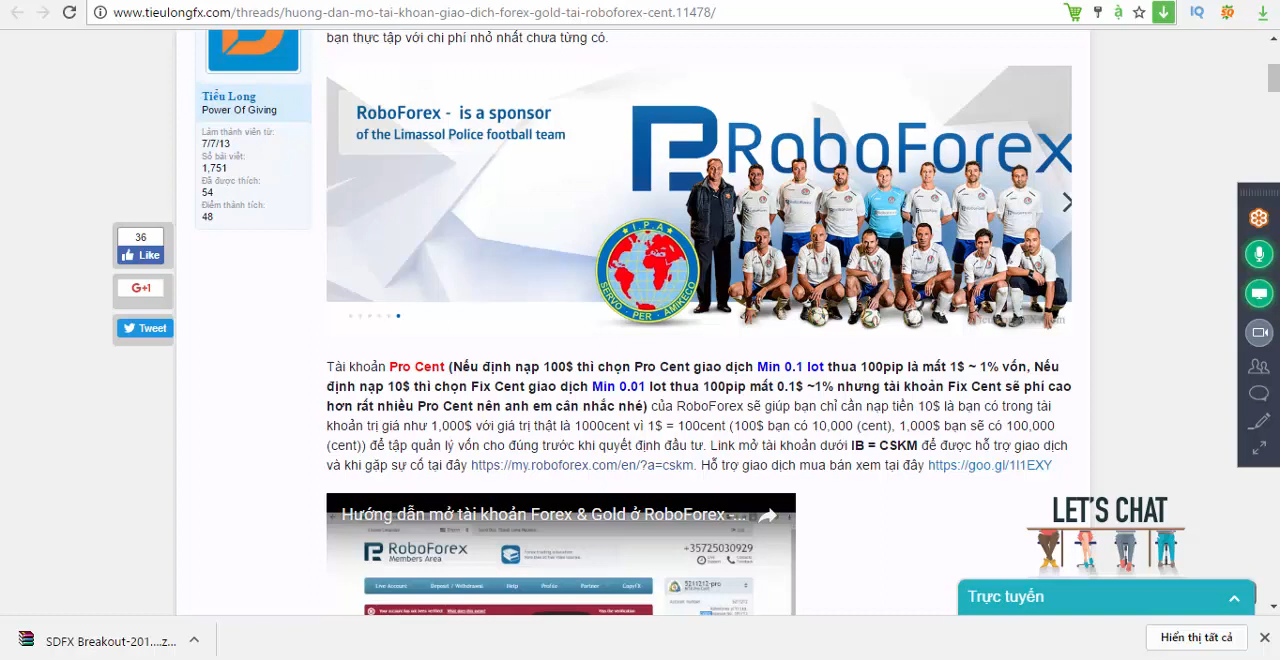 www.tieulongfx.com/threads/huong-dan-mo-tai-khoan-giao-dich-forex-gold-tai-roboforex-cent.11478/
IQ
bạn thực tập với chi phí nhỏ nhất chưa từng có.
Tiểu Long
Power Of Giving
Làm thành viên từ:
7/7/13
Số bài viết:
1,751
Đã được thích:
54
Điểm thành tích:
48
36
Like
G+1
Tweet
RoboForex - is a sponsor
of the Limassol Police football team
RoboForex
I.P.A
SERVO PER AMIKECO
Tài khoản Pro Cent (Nếu định nạp 100$ thì chọn Pro Cent giao dịch Min 0.1 lot thua 100pip là mất 1$ ~ 1% vốn, Nếu
định nạp 10$ thì chọn Fix Cent giao dịch Min 0.01 lot thua 100pip mất 0.1$ ~1% nhưng tài khoản Fix Cent sẽ phí cao
hơn rất nhiều Pro Cent nên anh em cân nhắc nhé) của RoboForex sẽ giúp bạn chỉ cần nạp tiền 10$ là bạn có trong tài
khoản trị giá như 1,000$ với giá trị thật là 1000cent vì 1$ = 100cent (100$ bạn có 10,000 (cent), 1,000$ bạn sẽ có 100,000
(cent)) để tập quản lý vốn cho đúng trước khi quyết định đầu tư. Link mở tài khoản dưới IB = CSKM để được hỗ trợ giao dịch
và khi gặp sự cố tại đây https://my.roboforex.com/en/?a=cskm. Hỗ trợ giao dịch mua bán xem tại đây https://goo.gl/1I1EXY
Hướng dẫn mở tài khoản Forex & Gold ở RoboForex -...
RoboForex
Members Area
+35725030929
Live Account
Deposit / Withdrawal
Help
Profile
Partner
CopyFX
5211212-pro
LET'S CHAT
Trực tuyến
SDFX Breakout-201....z...
Hiển thị tất cả